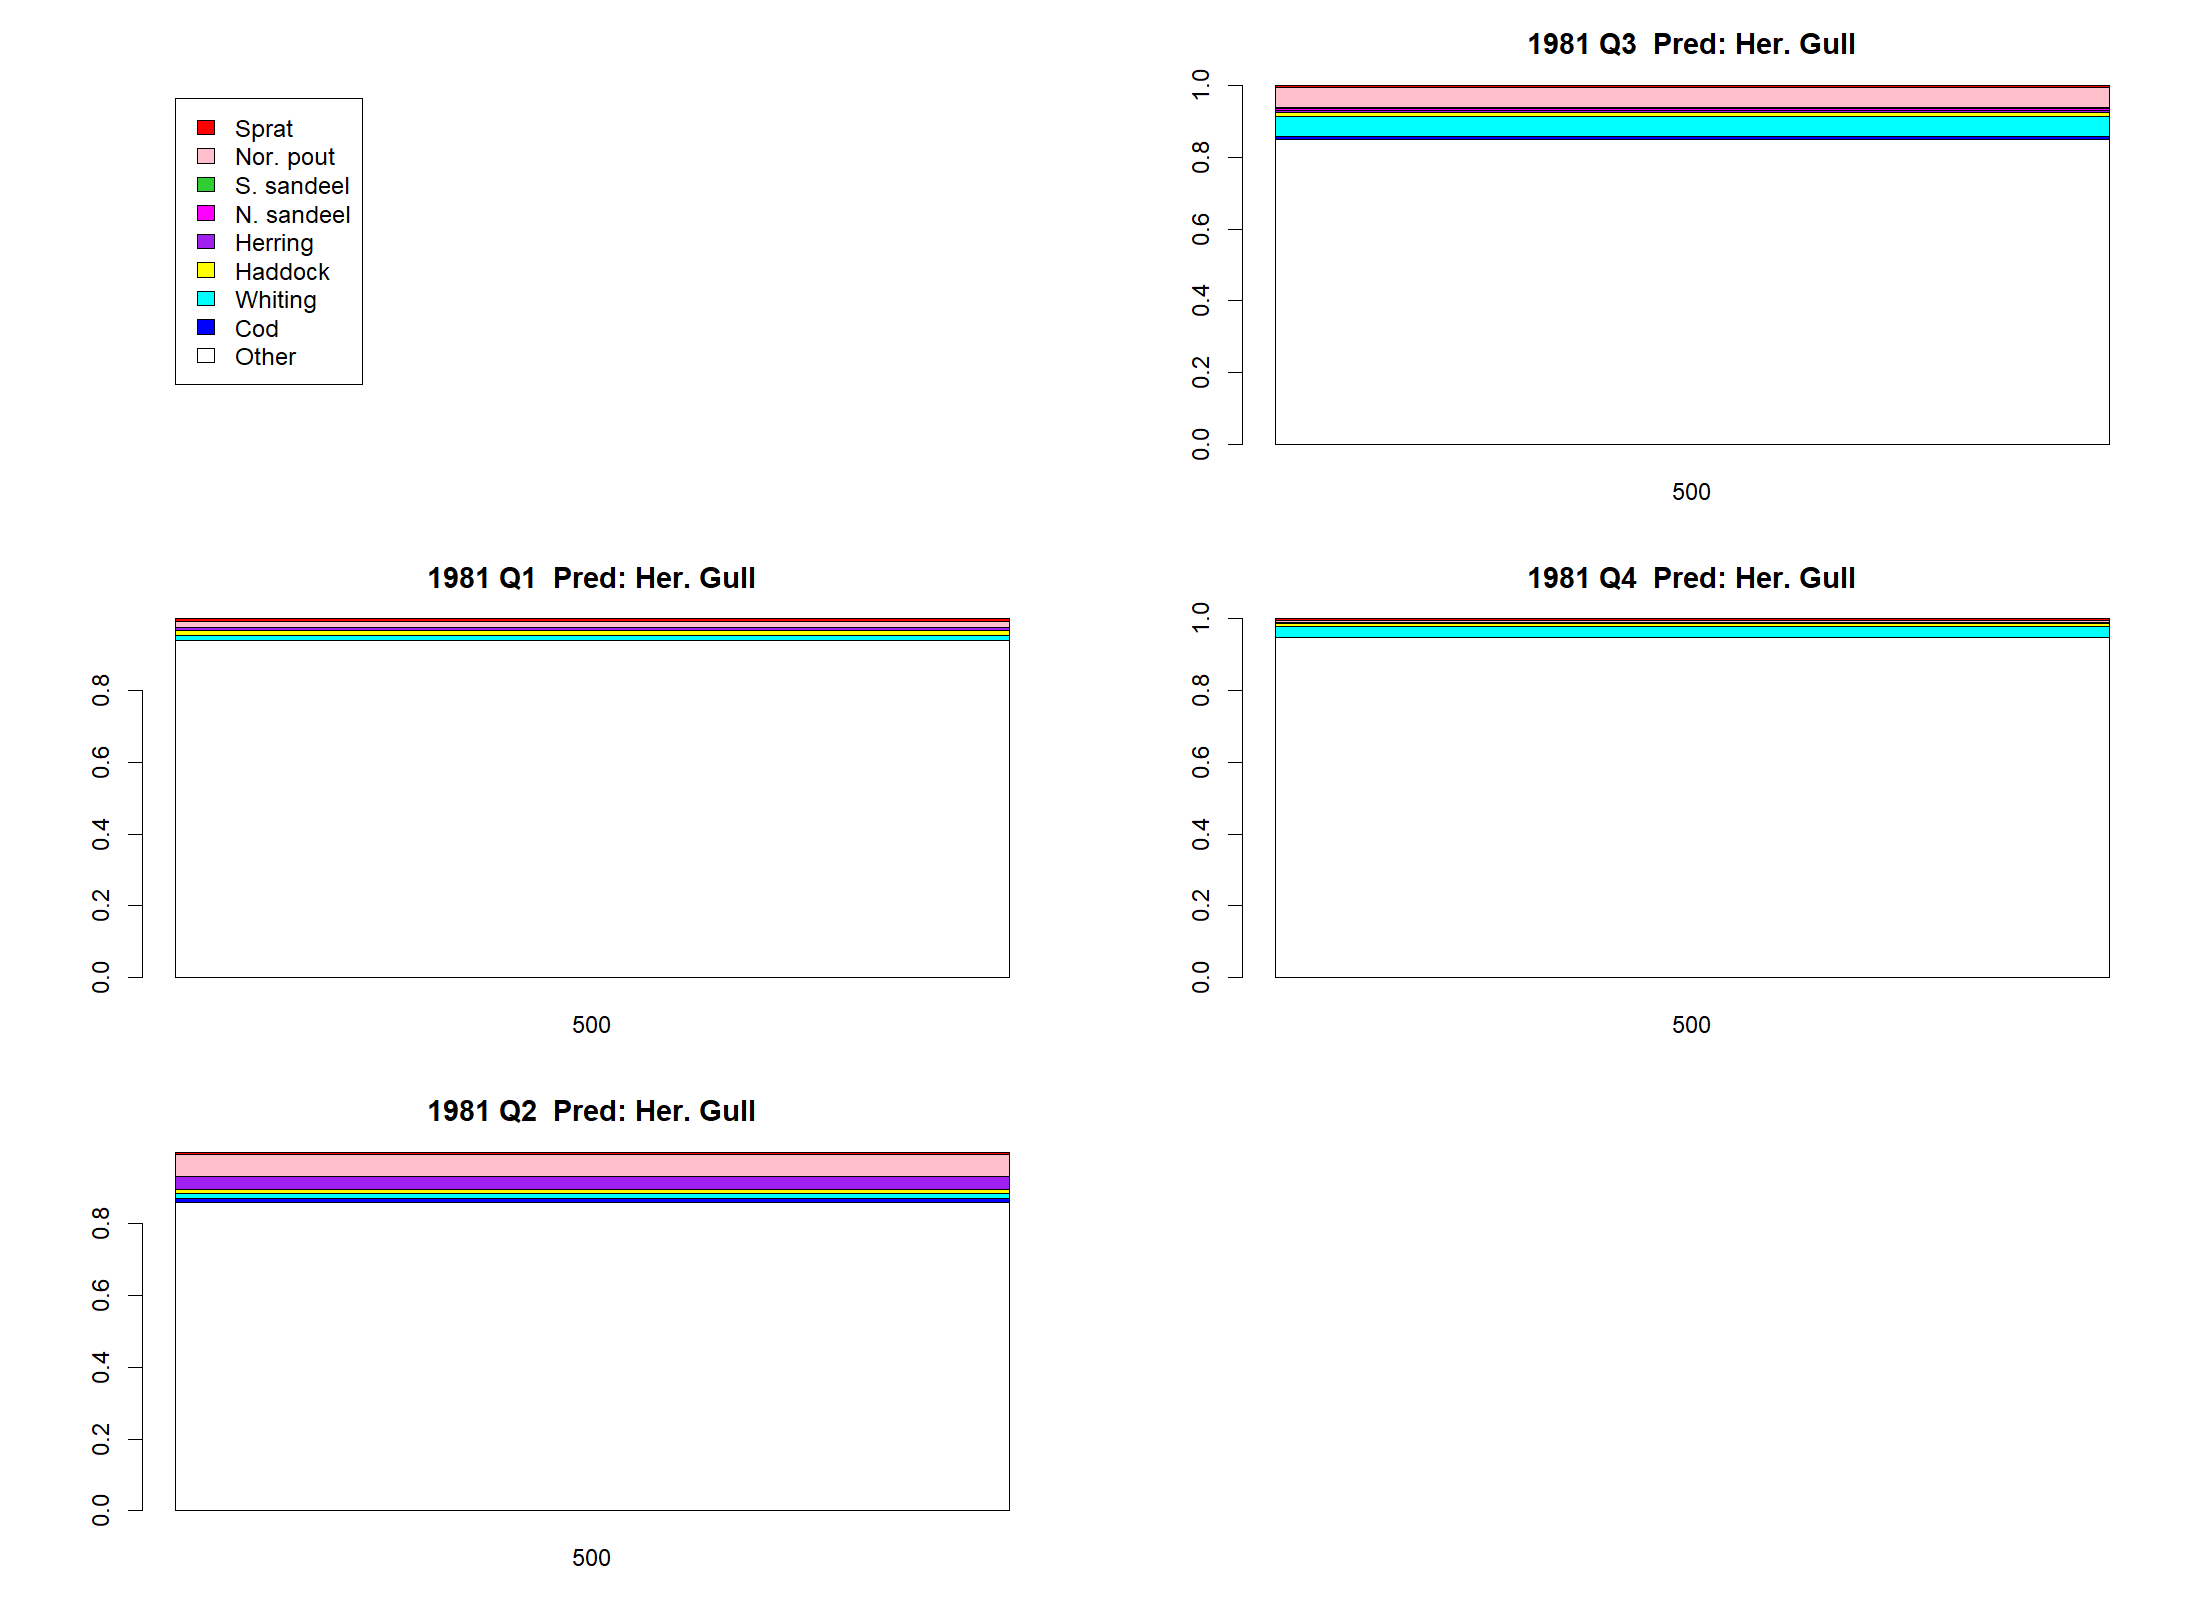 Sprat
Nor. pout
S. sandeel
N. sandeel
Herring
Haddock
Whiting
Cod
Other
1981 Q3  Pred: Her. Gull
1.0
0.8
0.6
0.4
0.2
0.0
500
1981 Q1  Pred: Her. Gull
0.8
0.6
0.4
0.2
0.0
500
1981 Q4  Pred: Her. Gull
1.0
0.8
0.6
0.4
0.2
0.0
500
1981 Q2  Pred: Her. Gull
0.8
0.6
0.4
0.2
0.0
500